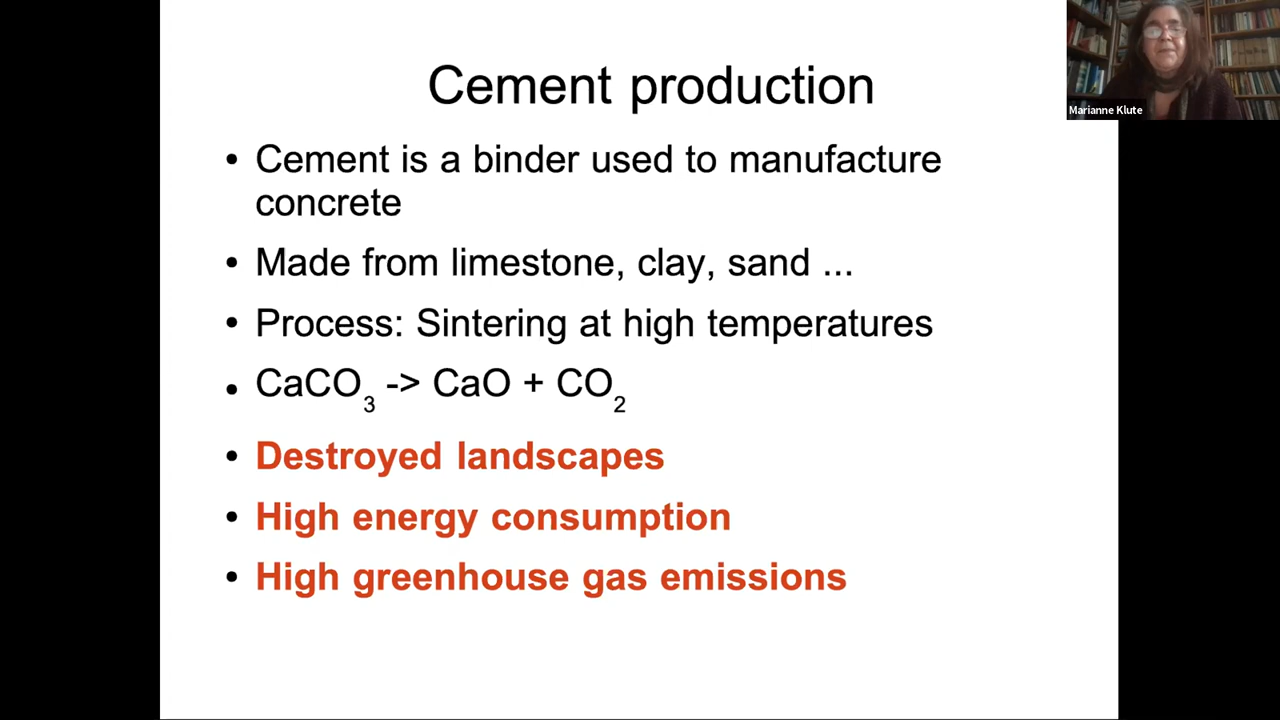 Cement production
Marianne Klute
• Cement is a binder used to manufacture
concrete
• Made from limestone, clay, sand ...
• Process: Sintering at high temperatures
• CaCO₃ -> CaO + CO₂
• Destroyed landscapes
• High energy consumption
• High greenhouse gas emissions